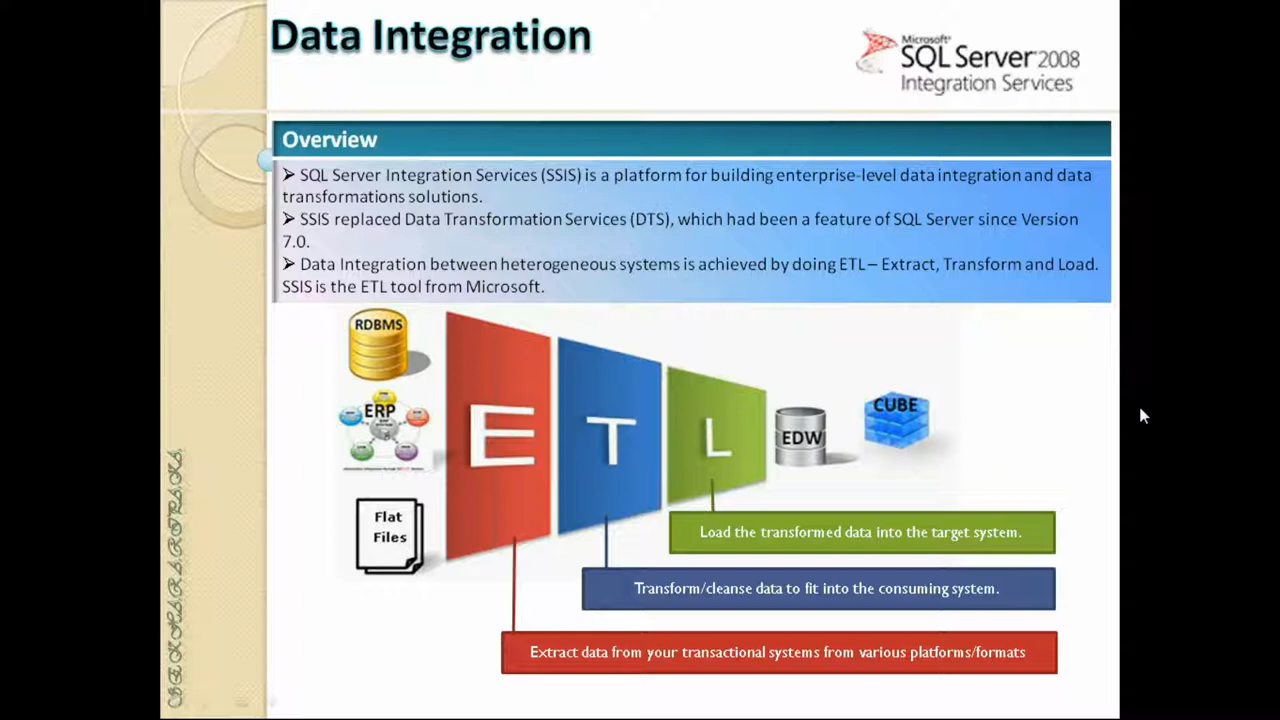 Data Integration
Microsoft®
SQL Server 2008
Integration Services
Overview
➢ SQL Server Integration Services (SSIS) is a platform for building enterprise-level data integration and data
transformations solutions.
➢ SSIS replaced Data Transformation Services (DTS), which had been a feature of SQL Server since Version
7.0.
➢ Data Integration between heterogeneous systems is achieved by doing ETL – Extract, Transform and Load.
SSIS is the ETL tool from Microsoft.
RDBMS
ERP
Flat
Files
E
T
L
EDW
CUBE
Load the transformed data into the target system.
Transform/cleanse data to fit into the consuming system.
Extract data from your transactional systems from various platforms/formats